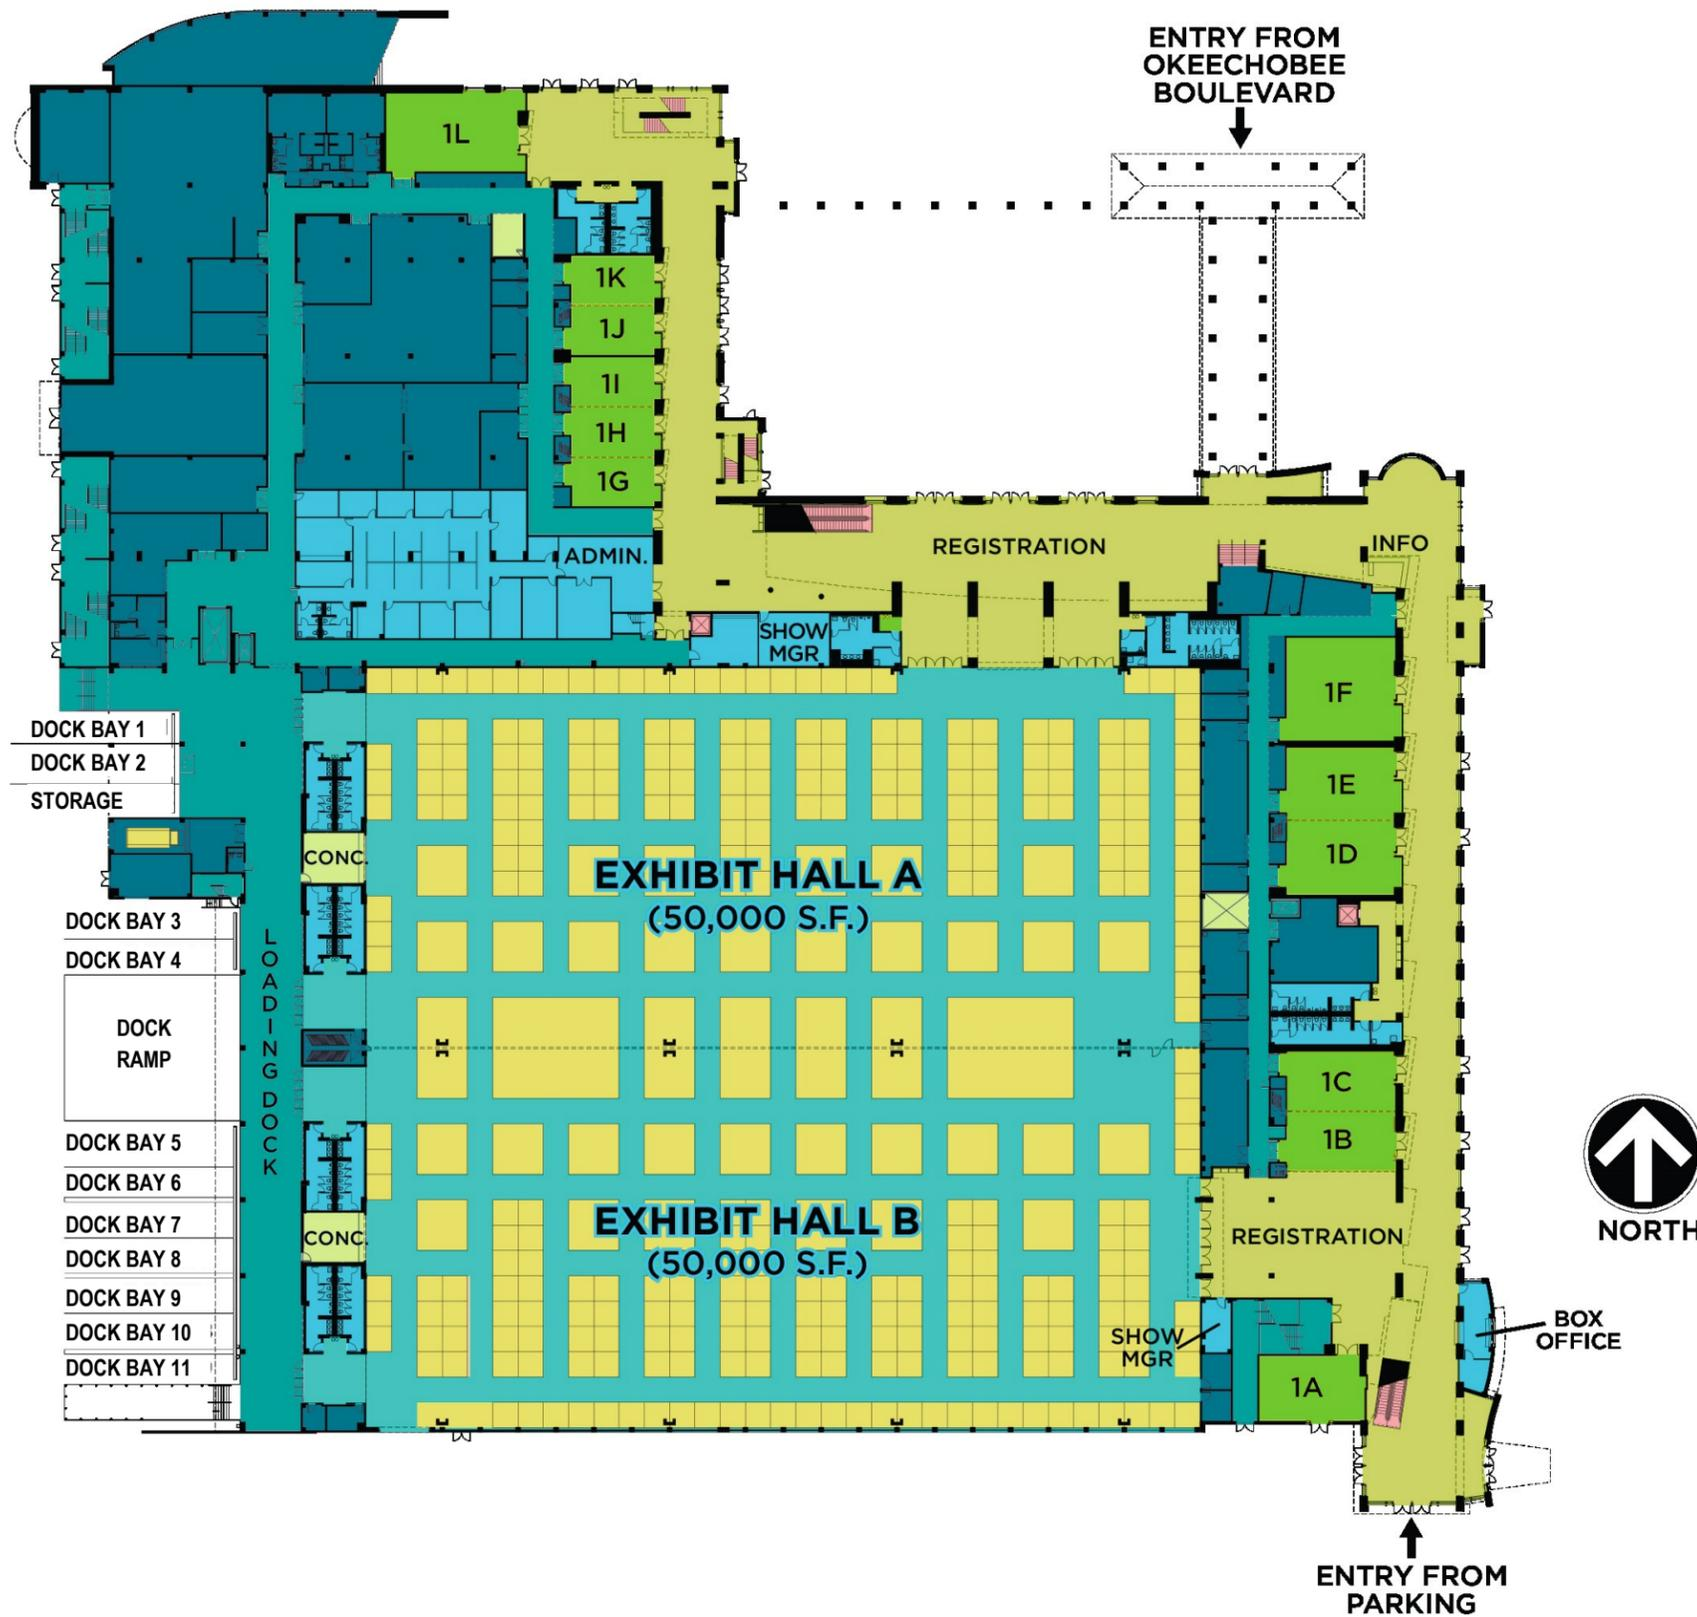 ENTRY FROM
OKEECHOBEE
BOULEVARD
1L
1K
1J
1I
1H
1G
ADMIN.
REGISTRATION
INFO
SHOW
MGR
1F
DOCK BAY 1
DOCK BAY 2
STORAGE
1E
1D
CONC.
EXHIBIT HALL A
(50,000 S.F.)
DOCK BAY 3
DOCK BAY 4
LOADING DOCK
DOCK
RAMP
1C
1B
DOCK BAY 5
DOCK BAY 6
DOCK BAY 7
DOCK BAY 8
CONC.
EXHIBIT HALL B
(50,000 S.F.)
REGISTRATION
NORTH
DOCK BAY 9
DOCK BAY 10
DOCK BAY 11
SHOW
MGR
BOX
OFFICE
1A
ENTRY FROM
PARKING